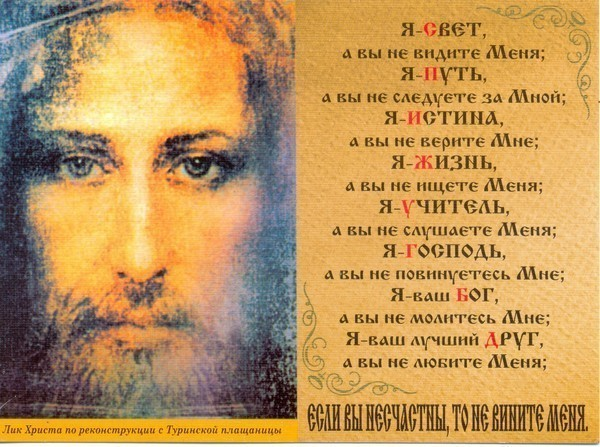 Я-СВЕТ,
а вы не видите Меня;
Я-ПУТЬ,
а вы не следуете за Мной;
Я-ИСТИНА,
а вы не верите Мне;
Я-ЖИЗНЬ,
а вы не ищете Меня;
Я-УЧИТЕЛЬ,
а вы не слушаете Меня;
Я-ГОСПОДЬ,
а вы не повинуетесь Мне;
Я-ваш БОГ,
а вы не молитесь Мне;
Я-ваш лучший ДРУГ,
а вы не любите Меня;
ЕСЛИ ВЫ НЕСЧАСТНЫ, ТО НЕ ВИНИТЕ МЕНЯ.
Лик Христа по реконструкции с Туринской плащаницы